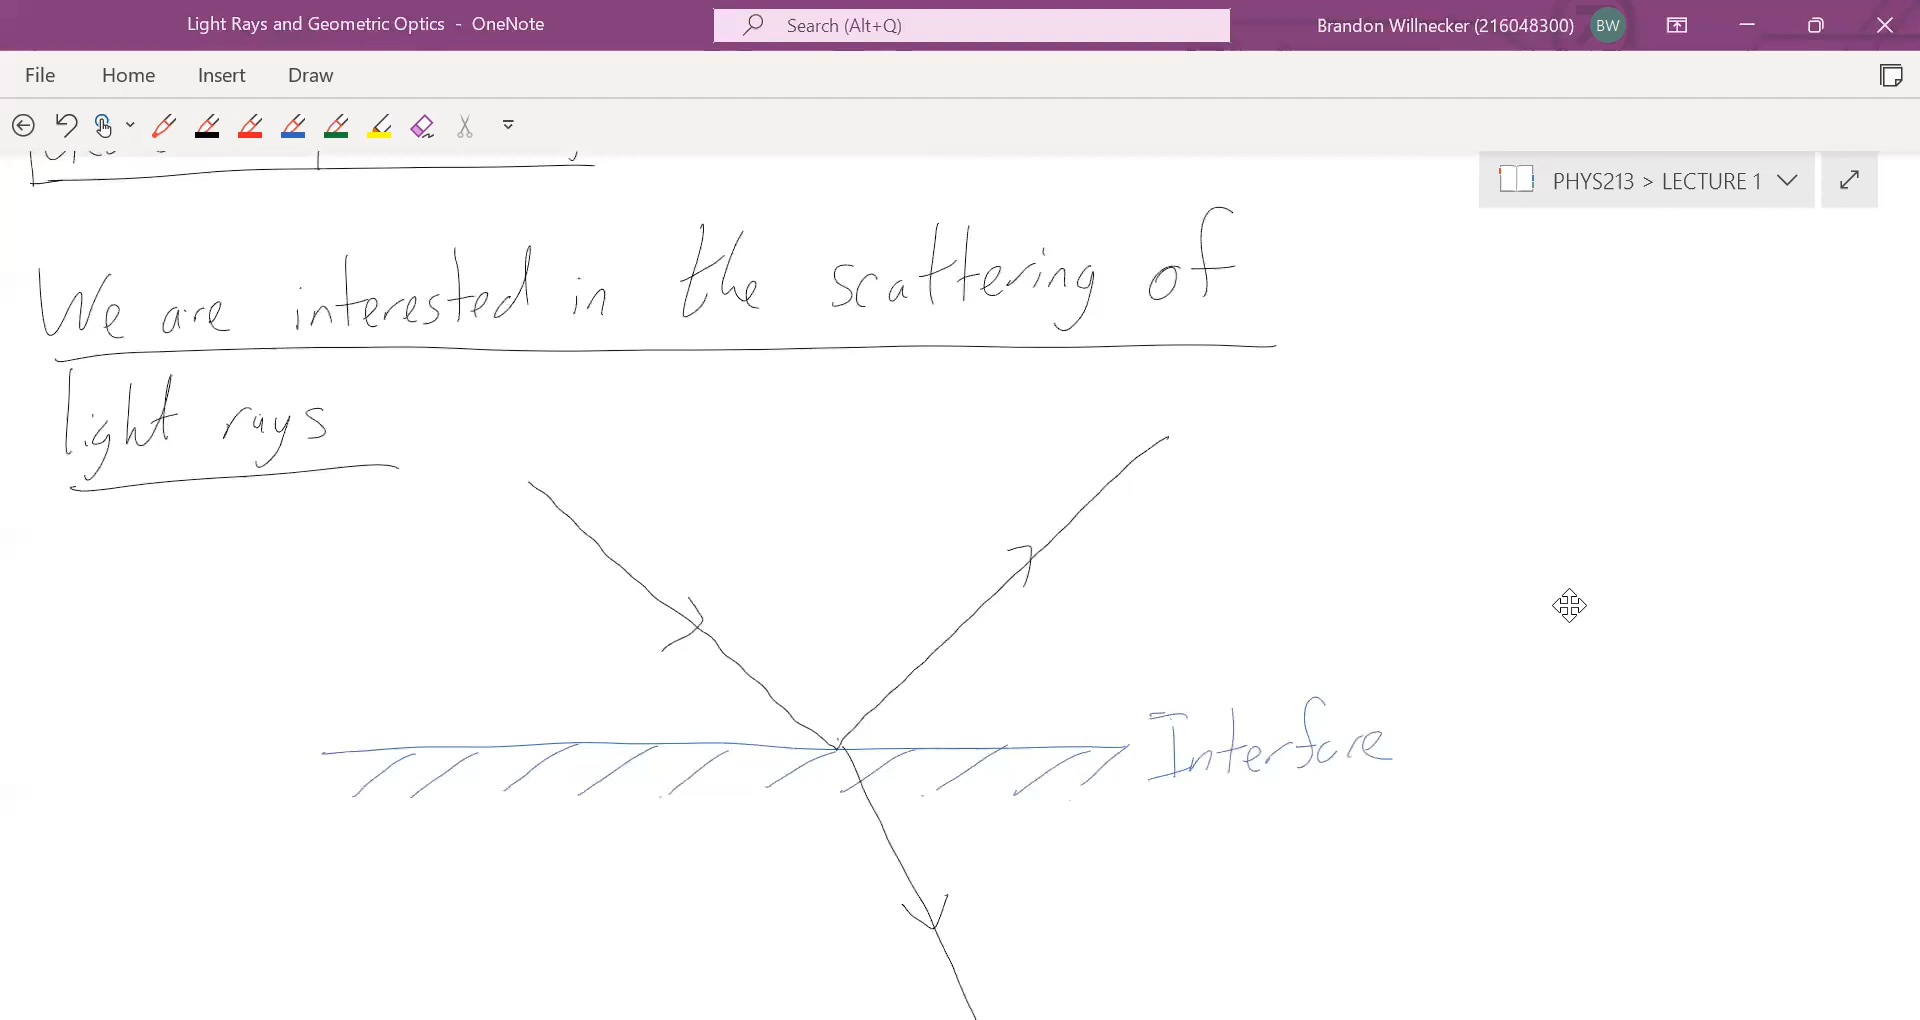 Light Rays and Geometric Optics - OneNote
Search (Alt+Q)
Brandon Willnecker (216048300)
BW
File Home Insert Draw
PHYS213 > LECTURE 1
We are interested in the scattering of
light rays
Interface